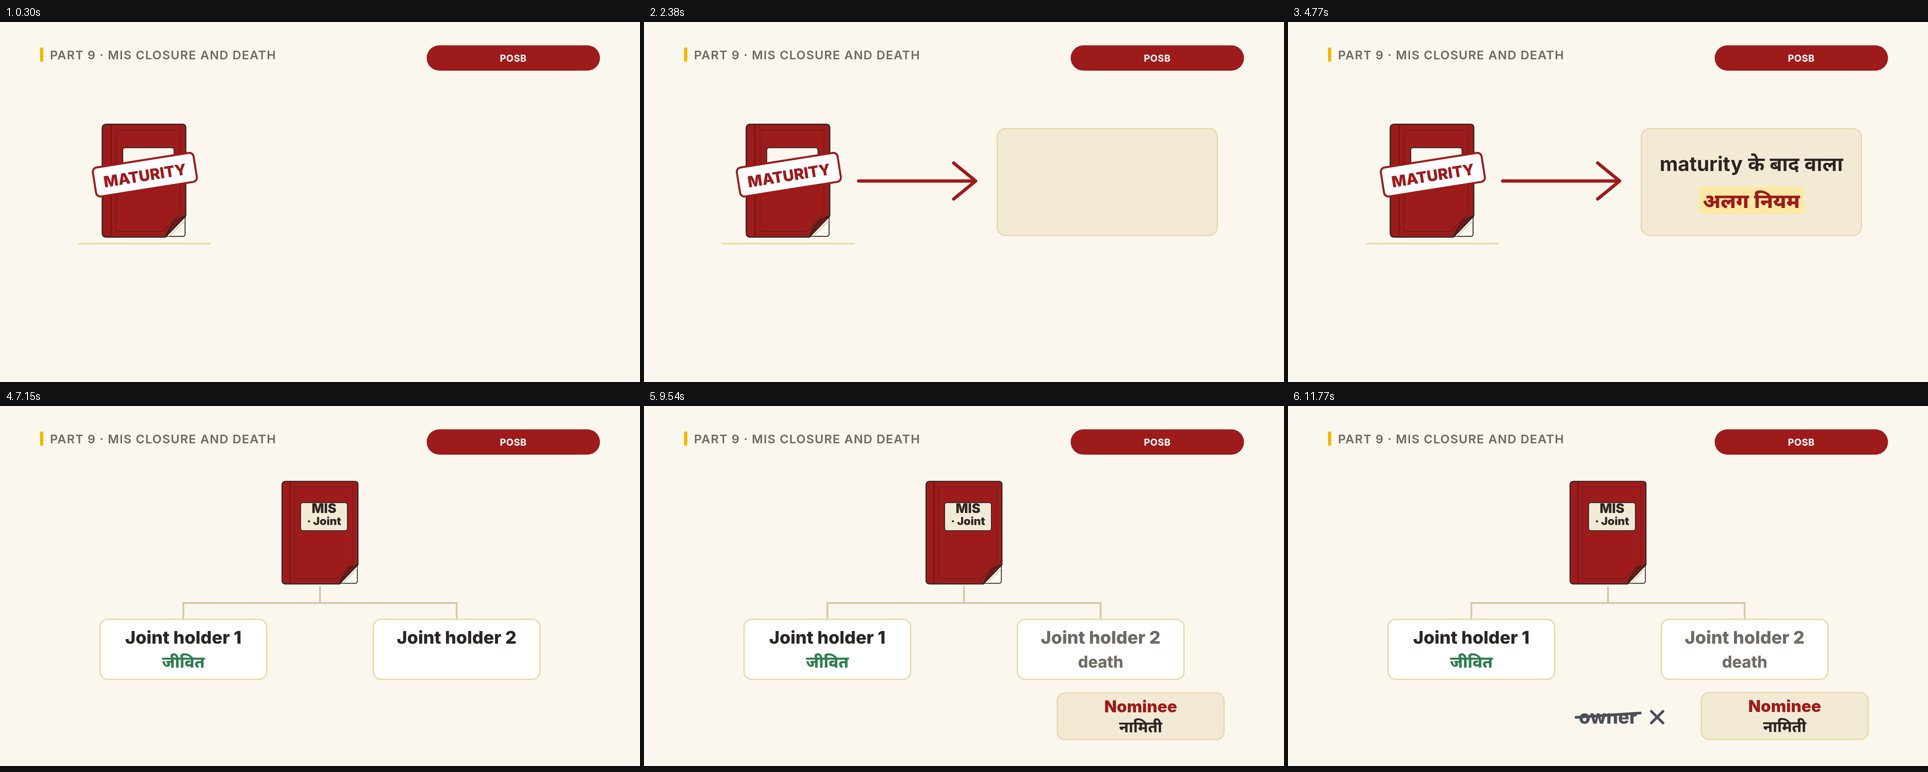 1. 0.30s
PART 9 · MIS CLOSURE AND DEATH
POSB
MATURITY
2. 2.38s
PART 9 · MIS CLOSURE AND DEATH
POSB
MATURITY
3. 4.77s
PART 9 · MIS CLOSURE AND DEATH
POSB
MATURITY
maturity के बाद वाला
अलग नियम
4. 7.15s
PART 9 · MIS CLOSURE AND DEATH
POSB
MIS
· Joint
Joint holder 1
जीवित
Joint holder 2
5. 9.54s
PART 9 · MIS CLOSURE AND DEATH
POSB
MIS
· Joint
Joint holder 1
जीवित
Joint holder 2
death
Nominee
नामिती
6. 11.77s
PART 9 · MIS CLOSURE AND DEATH
POSB
MIS
· Joint
Joint holder 1
जीवित
Joint holder 2
death
owner ×
Nominee
नामिती